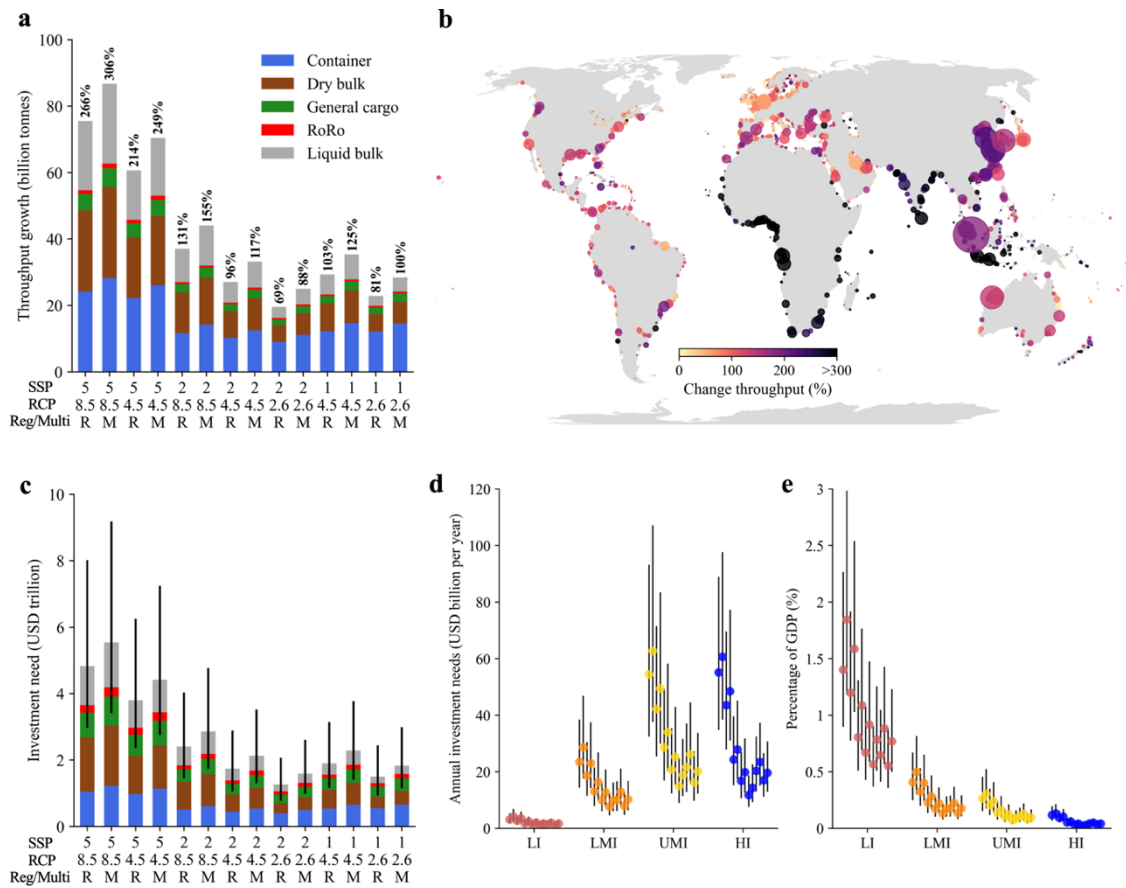 a
Throughput growth (billion tonnes)
100
80
60
40
20
0
266%
306%
214%
249%
131%
155%
96%
117%
69%
88%
103%
125%
81%
100%
Container
Dry bulk
General cargo
RoRo
Liquid bulk
SSP 5 5 5 5 2 2 2 2 2 2 1 1 1 1
RCP 8.5 8.5 4.5 4.5 8.5 8.5 4.5 4.5 2.6 2.6 4.5 4.5 2.6 2.6
Reg/Multi R M R M R M R M R M R M R M
b
0 100 200 >300
Change throughput (%)
c
Investment need (USD trillion)
10
8
6
4
2
0
SSP 5 5 5 5 2 2 2 2 2 2 1 1 1 1
RCP 8.5 8.5 4.5 4.5 8.5 8.5 4.5 4.5 2.6 2.6 4.5 4.5 2.6 2.6
Reg/Multi R M R M R M R M R M R M R M
d
Annual investment needs (USD billion per year)
120
100
80
60
40
20
0
LI LMI UMI HI
e
Percentage of GDP (%)
3
2.5
2
1.5
1
0.5
0
LI LMI UMI HI